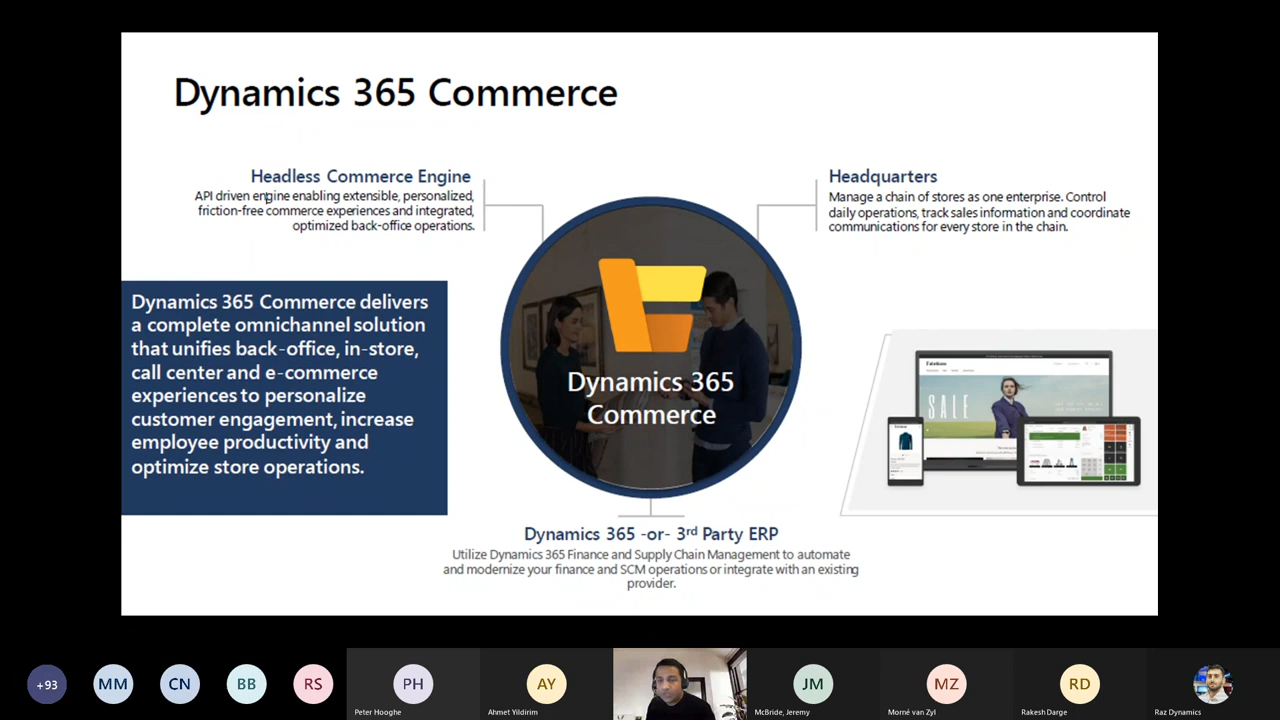 Dynamics 365 Commerce
Headless Commerce Engine
API driven engine enabling extensible, personalized,
friction-free commerce experiences and integrated,
optimized back-office operations.
Headquarters
Manage a chain of stores as one enterprise. Control
daily operations, track sales information and coordinate
communications for every store in the chain.
Dynamics 365 Commerce delivers
a complete omnichannel solution
that unifies back-office, in-store,
call center and e-commerce
experiences to personalize
customer engagement, increase
employee productivity and
optimize store operations.
Dynamics 365
Commerce
SALE
Dynamics 365 -or- 3rd Party ERP
Utilize Dynamics 365 Finance and Supply Chain Management to automate
and modernize your finance and SCM operations or integrate with an existing
provider.
+93
MM
CN
BB
RS
PH
AY
JM
MZ
RD
Peter Hooghe
Ahmet Yildirim
McBride, Jeremy
Morné van Zyl
Rakesh Darge
Raz Dynamics